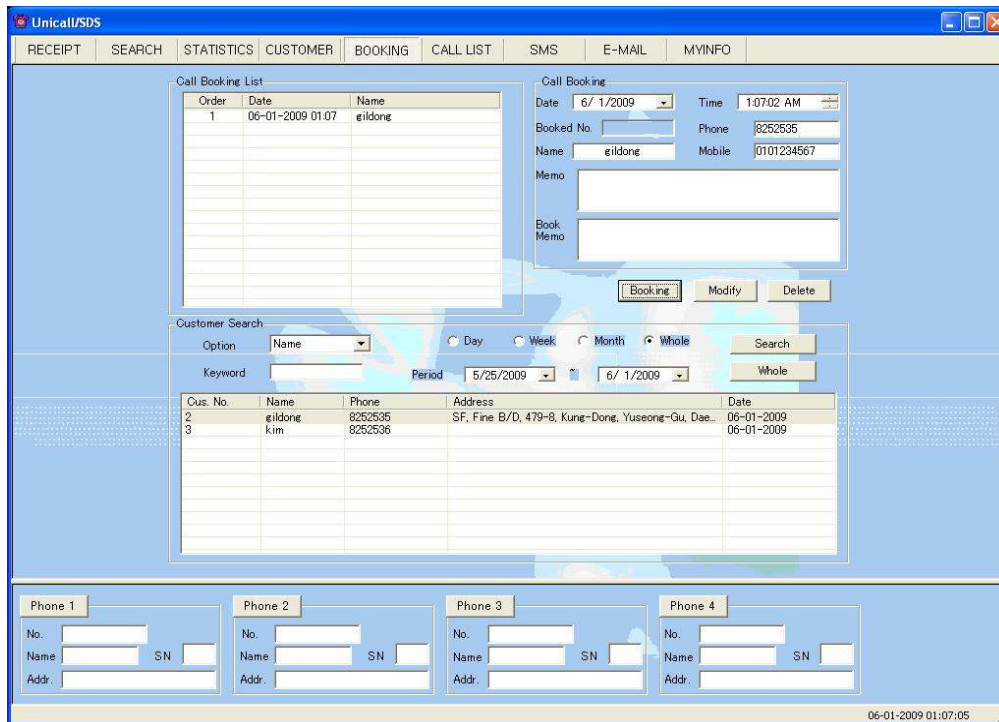 Unicall/SDS
RECEIPT SEARCH STATISTICS CUSTOMER BOOKING CALL LIST SMS E-MAIL MYINFO
Call Booking List
Order Date Name
1 06-01-2009 01:07 gildong
Call Booking
Date 6/ 1/2009 Time 1:07:02 AM
Booked No. Phone 8252535
Name gildong Mobile 0101234567
Memo
Book
Memo
Booking Modify Delete
Customer Search
Option Name Day Week Month Whole Search
Keyword Period 5/25/2009 ~ 6/ 1/2009 Whole
Cus. No. Name Phone Address Date
2 gildong 8252535 SF, Fine B/D, 479-8, Kung-Dong, Yuseong-Gu, Dae... 06-01-2009
3 kim 8252536 06-01-2009
Phone 1 Phone 2 Phone 3 Phone 4
No. No. No. No.
Name SN Name SN Name SN Name SN
Addr. Addr. Addr. Addr.
06-01-2009 01:07:05